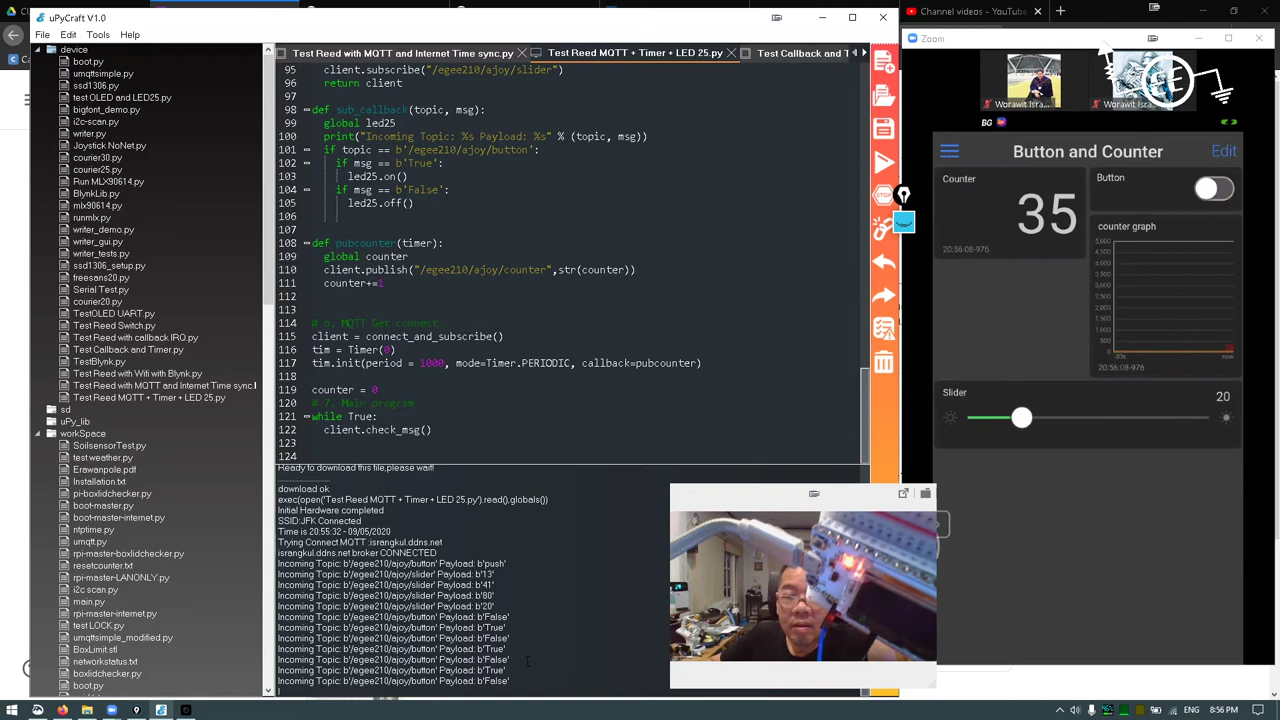 uPyCraft V1.0
File Edit Tools Help
device
boot.py
umqttsimple.py
ssd1306.py
test OLED and LED25.py
bigfont_demo.py
i2c-scan.py
writer.py
Joystick NoNet.py
courier30.py
courier25.py
Run MLX90614.py
BlynkLib.py
mlx90614.py
runmlx.py
writer_demo.py
writer_gui.py
writer_tests.py
ssd1306_setup.py
freesans20.py
Serial Test.py
courier20.py
TestOLED UART.py
Test Reed Switch.py
Test Reed with callback IRQ.py
Test Callback and Timer.py
TestBlynk.py
Test Reed with Wifi with Blynk.py
Test Reed with MQTT and Internet Time sync.
Test Reed MQTT + Timer + LED 25.py
sd
uPy_lib
workSpace
SoilsensorTest.py
test weather.py
Erawanpole.pdf
Installation.txt
pi-boxlidchecker.py
boot-master.py
boot-master-internet.py
ntptime.py
umqtt.py
rpi-master-boxlidchecker.py
resetcounter.txt
rpi-master-LANONLY.py
i2c scan.py
main.py
rpi-master-internet.py
test LOCK.py
umqttsimple_modified.py
BoxLimit.stl
networkstatus.txt
boxlidchecker.py
boot.py
Test Reed with MQTT and Internet Time sync.py
Test Reed MQTT + Timer + LED 25.py
Test Callback and T
95 client.subscribe("/egee210/ajoy/slider")
96 return client
97
98 def sub_callback(topic, msg):
99 global led25
100 print("Incoming Topic: %s Payload: %s" % (topic, msg))
101 if topic == b'/egee210/ajoy/button':
102 if msg == b'True':
103 led25.on()
104 if msg == b'False':
105 led25.off()
106
107
108 def pubcounter(timer):
109 global counter
110 client.publish("/egee210/ajoy/counter",str(counter))
111 counter+=1
112
113
114 # 6. MQTT Get connect
115 client = connect_and_subscribe()
116 tim = Timer(0)
117 tim.init(period = 1000, mode=Timer.PERIODIC, callback=pubcounter)
118
119 counter = 0
120 # 7. Main program
121 while True:
122 client.check_msg()
123
124
Ready to download this file,please wait!
download ok
exec(open('Test Reed MQTT + Timer + LED 25.py').read(),globals())
Initial Hardware completed
SSID:JFK Connected
Time is 20:55:32 - 09/05/2020
Trying Connect MQTT :israngkul.ddns.net
israngkul.ddns.net broker CONNECTED
Incoming Topic: b'/egee210/ajoy/button' Payload: b'push'
Incoming Topic: b'/egee210/ajoy/slider' Payload: b'13'
Incoming Topic: b'/egee210/ajoy/slider' Payload: b'41'
Incoming Topic: b'/egee210/ajoy/slider' Payload: b'80'
Incoming Topic: b'/egee210/ajoy/slider' Payload: b'20'
Incoming Topic: b'/egee210/ajoy/button' Payload: b'False'
Incoming Topic: b'/egee210/ajoy/button' Payload: b'True'
Incoming Topic: b'/egee210/ajoy/button' Payload: b'False'
Incoming Topic: b'/egee210/ajoy/button' Payload: b'True'
Incoming Topic: b'/egee210/ajoy/button' Payload: b'False'
Incoming Topic: b'/egee210/ajoy/button' Payload: b'True'
Incoming Topic: b'/egee210/ajoy/button' Payload: b'False'
STOP
Channel videos - YouTube
Zoom
Worawit Isra...
Worawit Isra...
BG
Button and Counter
Edit
Counter
35
20:56:08-976
Button
counter graph
5,000
4,500
4,000
3,500
3,000
2,500
2,000
1,500
1,000
500
0
35
30s
now
20:56:08-976
Slider
20
ENG
8:56 PM